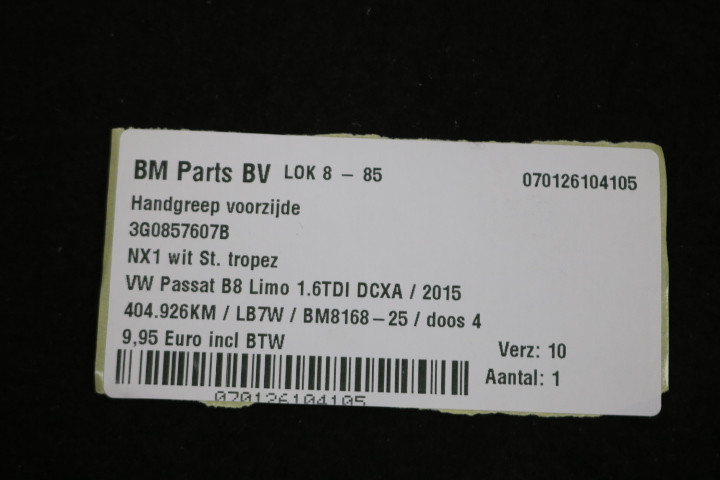 BM Parts BV LOK 8 - 85 070126104105
Handgreep voorzijde
3G0857607B
NX1 wit St. tropez
VW Passat B8 Limo 1.6TDI DCXA / 2015
404.926KM / LB7W / BM8168-25 / doos 4
9,95 Euro incl BTW
Verz: 10
Aantal: 1
070126104105